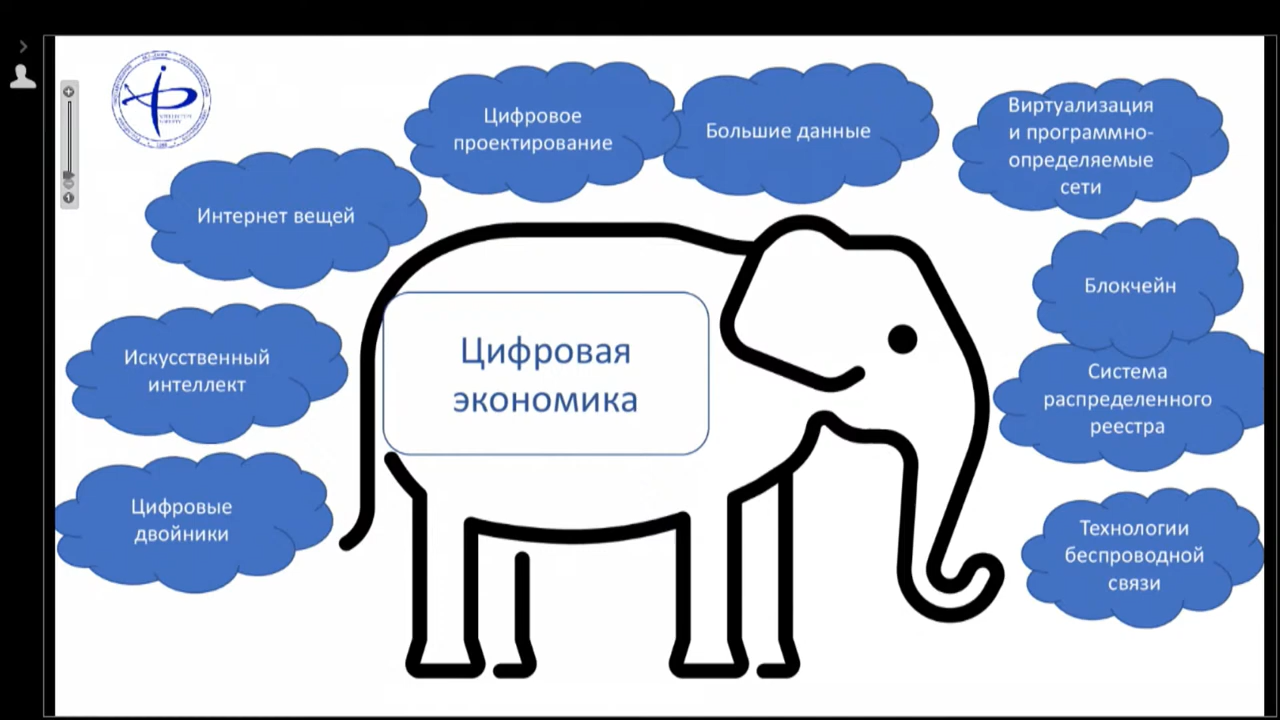 Цифровое
проектирование
Большие данные
Виртуализация
и программно-
определяемые
сети
Интернет вещей
Блокчейн
Искусственный
интеллект
Цифровая
экономика
Система
распределенного
реестра
Цифровые
двойники
Технологии
беспроводной
связи